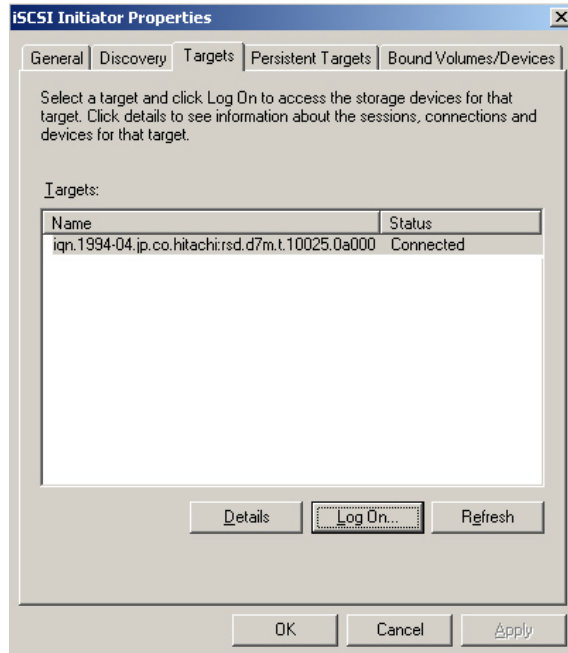 iSCSI Initiator Properties
General Discovery Targets Persistent Targets Bound Volumes/Devices
Select a target and click Log On to access the storage devices for that
target. Click details to see information about the sessions, connections and
devices for that target.
Targets:
Name Status
iqn.1994-04.jp.co.hitachi:rsd.d7m.t.10025.0a000 Connected
Details Log On... Refresh
OK Cancel Apply